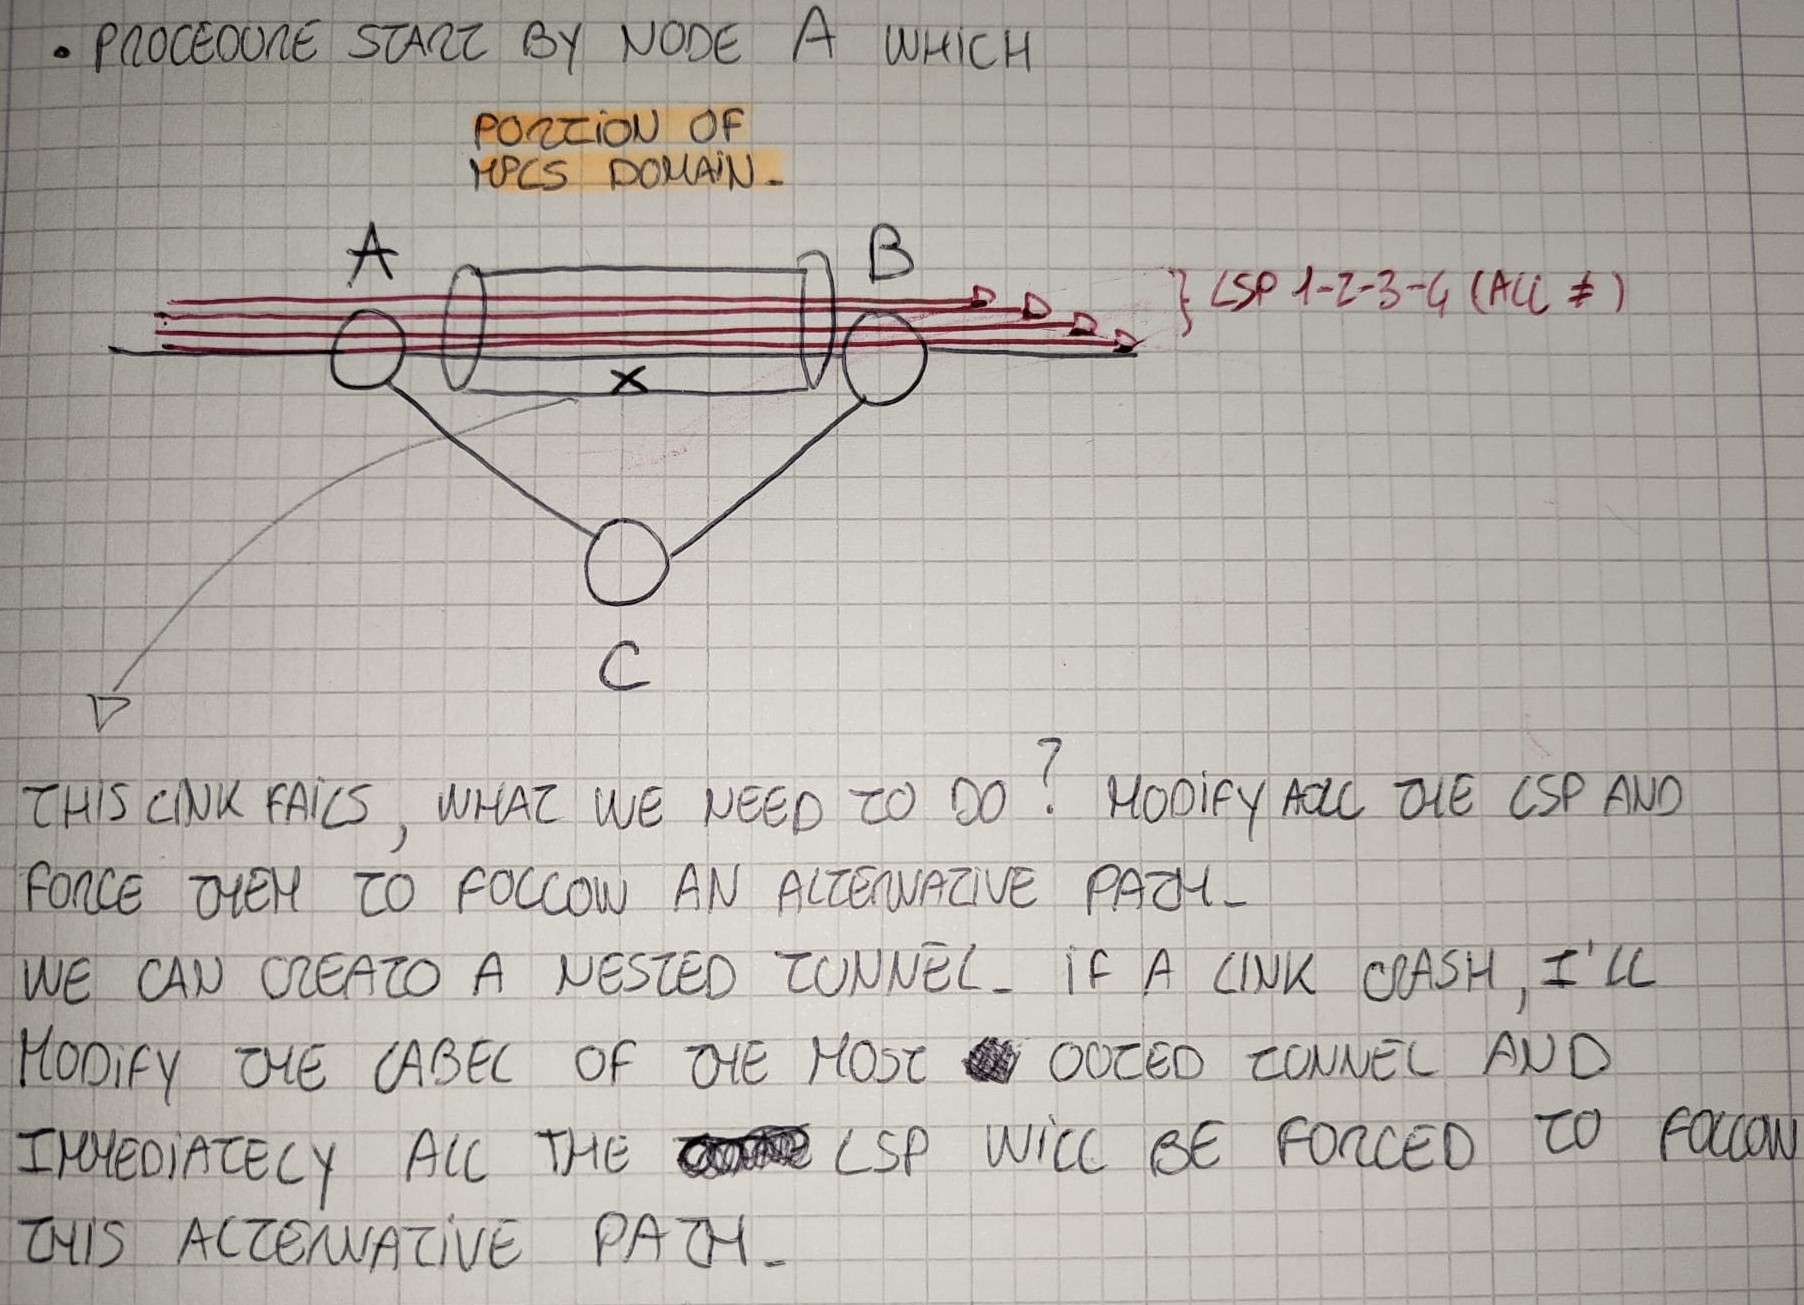 • PROCEDURE START BY NODE A WHICH
PORTION OF
MPLS DOMAIN.
A
B
} LSP 1-2-3-4 (ALL ≠)
X
C
THIS LINK FAILS, WHAT WE NEED TO DO? MODIFY ALL THE LSP AND
FORCE THEM TO FOLLOW AN ALTERNATIVE PATH.
WE CAN CREATO A NESTED TUNNEL. IF A LINK CRASH, I'LL
MODIFY THE LABEL OF THE MOST OUTED TUNNEL AND
IMMEDIATELY ALL THE LSP WILL BE FORCED TO FOLLOW
THIS ALTERNATIVE PATH.